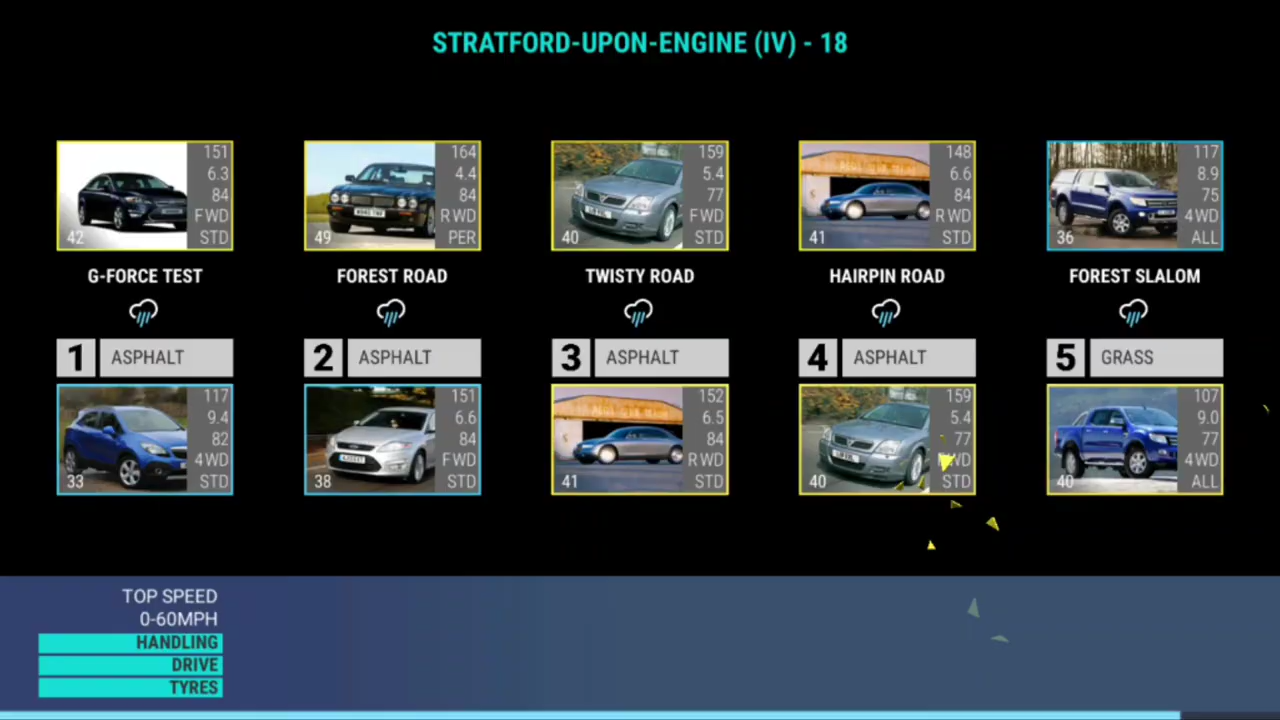 STRATFORD-UPON-ENGINE (IV) - 18
151
6.3
84
FWD
STD
42
164
4.4
84
RWD
PER
49
159
5.4
77
FWD
STD
40
148
6.6
84
RWD
STD
41
117
8.9
75
4WD
ALL
36
G-FORCE TEST
FOREST ROAD
TWISTY ROAD
HAIRPIN ROAD
FOREST SLALOM
1 ASPHALT
2 ASPHALT
3 ASPHALT
4 ASPHALT
5 GRASS
117
9.4
82
4WD
STD
33
151
6.6
84
FWD
STD
38
152
6.5
84
RWD
STD
41
159
5.4
77
STD
40
107
9.0
77
4WD
ALL
40
TOP SPEED
0-60MPH
HANDLING
DRIVE
TYRES